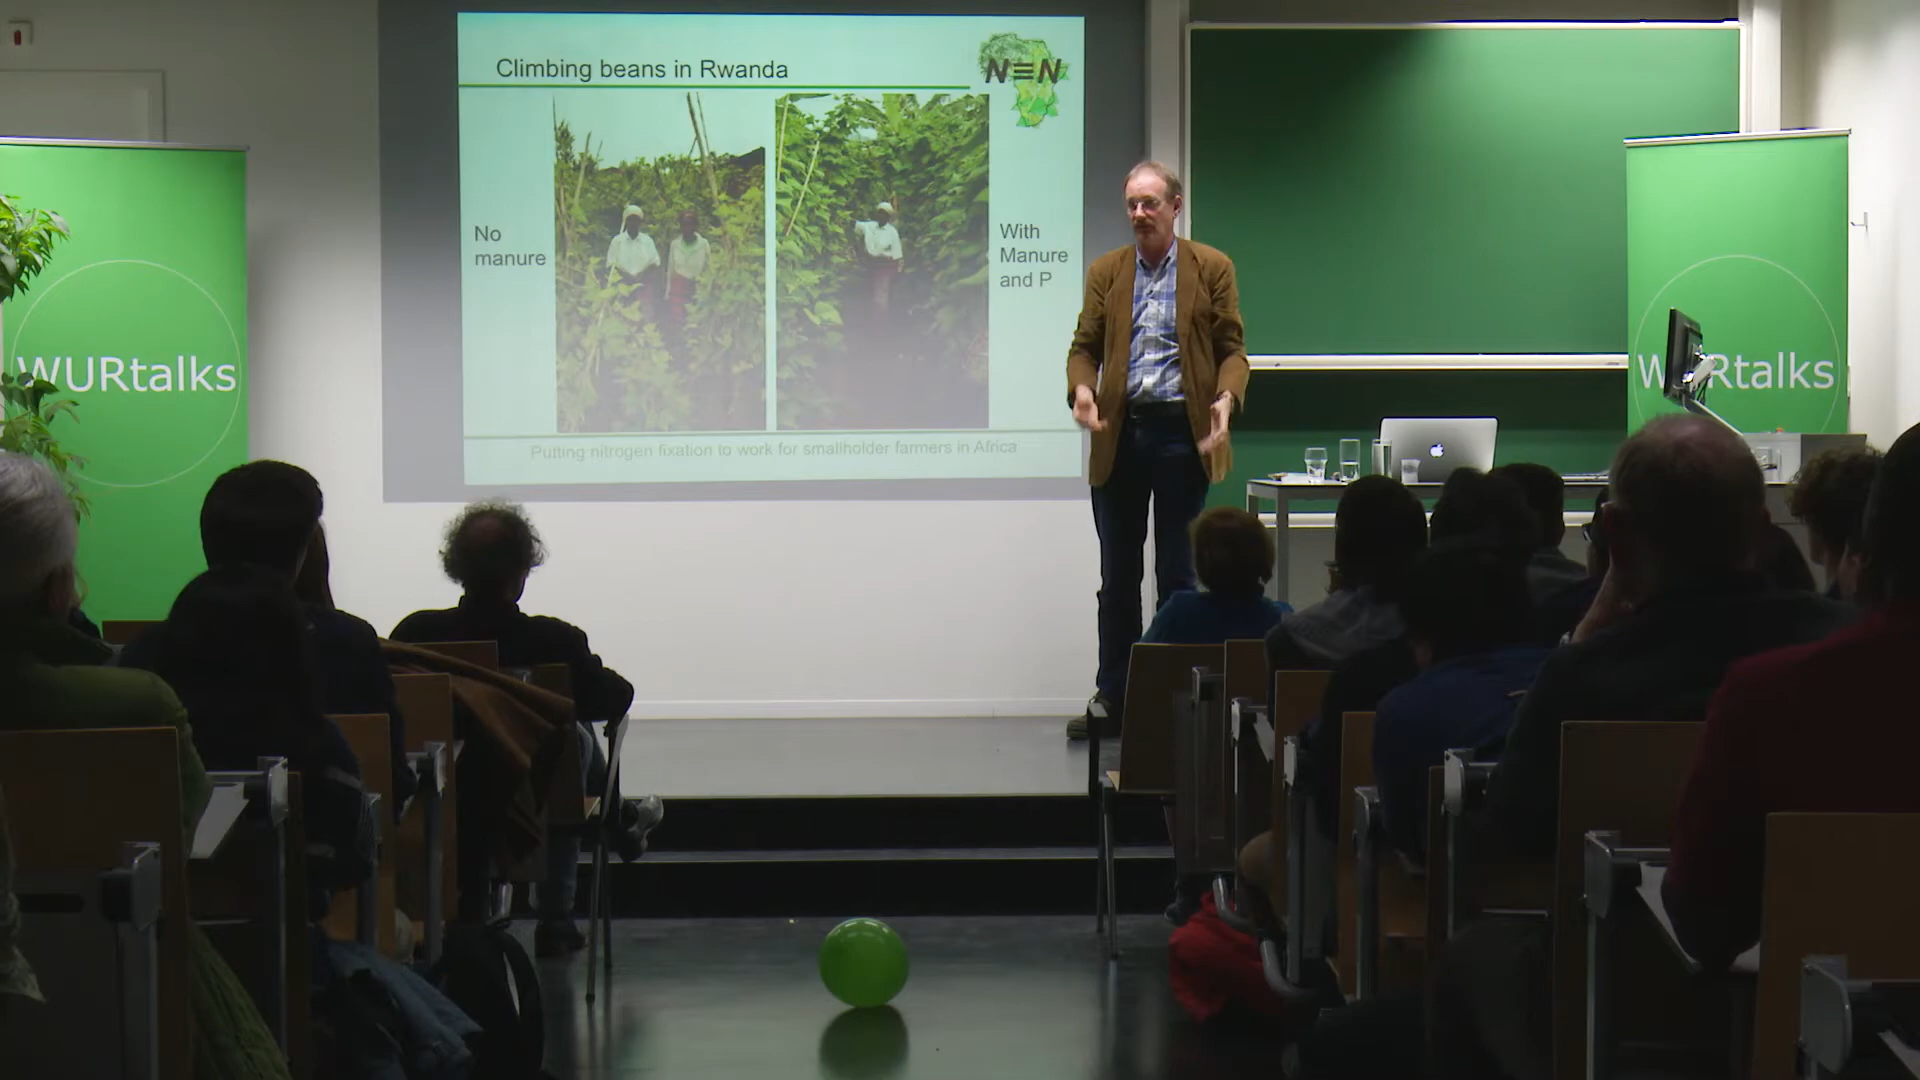 Climbing beans in Rwanda
N≡N
No
manure
With
Manure
and P
Putting nitrogen fixation to work for smallholder farmers in Africa
WURtalks
WURtalks